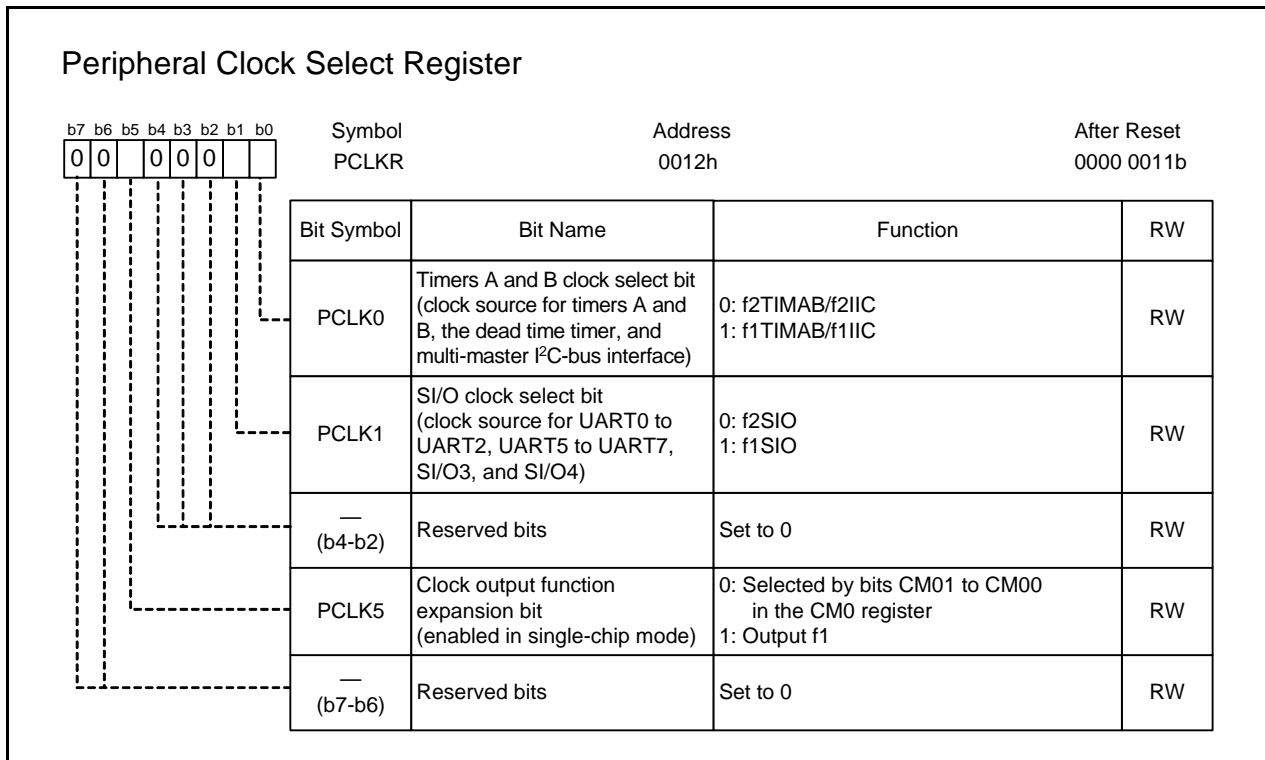 Peripheral Clock Select Register
b7 b6 b5 b4 b3 b2 b1 b0 Symbol Address After Reset
0 0 0 0 0 PCLKR 0012h 0000 0011b
Bit Symbol Bit Name Function RW
PCLK0
Timers A and B clock select bit
(clock source for timers A and
B, the dead time timer, and
multi-master I²C-bus interface)
0: f2TIMAB/f2IIC
1: f1TIMAB/f1IIC
RW
PCLK1
SI/O clock select bit
(clock source for UART0 to
UART2, UART5 to UART7,
SI/O3, and SI/O4)
0: f2SIO
1: f1SIO
RW
—
(b4-b2)
Reserved bits
Set to 0
RW
PCLK5
Clock output function
expansion bit
(enabled in single-chip mode)
0: Selected by bits CM01 to CM00
in the CM0 register
1: Output f1
RW
—
(b7-b6)
Reserved bits
Set to 0
RW